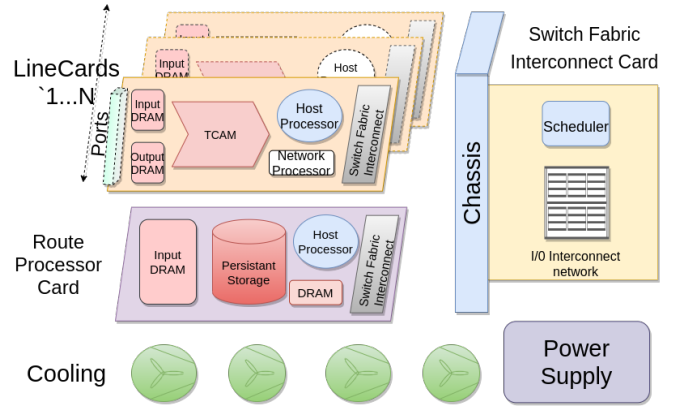 LineCards
`1...N
Ports
Input
DRAM
Host
Input
DRAM
Output
DRAM
TCAM
Host
Processor
Network
Processor
Switch Fabric
Interconnect
Route
Processor
Card
Input
DRAM
Persistant
Storage
Host
Processor
DRAM
Switch Fabric
Interconnect
Cooling
Chassis
Switch Fabric
Interconnect Card
Scheduler
I/0 Interconnect
network
Power
Supply